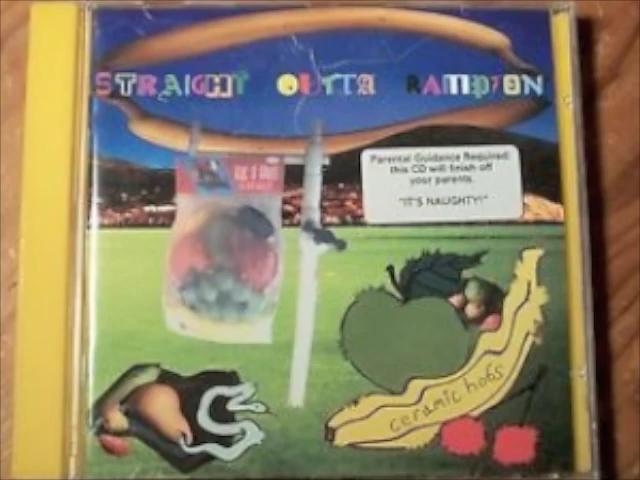 STRAIGHT OUTTA RAMPTON
Parental Guidance Required:
this CD will finish off
your parents.
"IT'S NAUGHTY!"
ceramic hobs